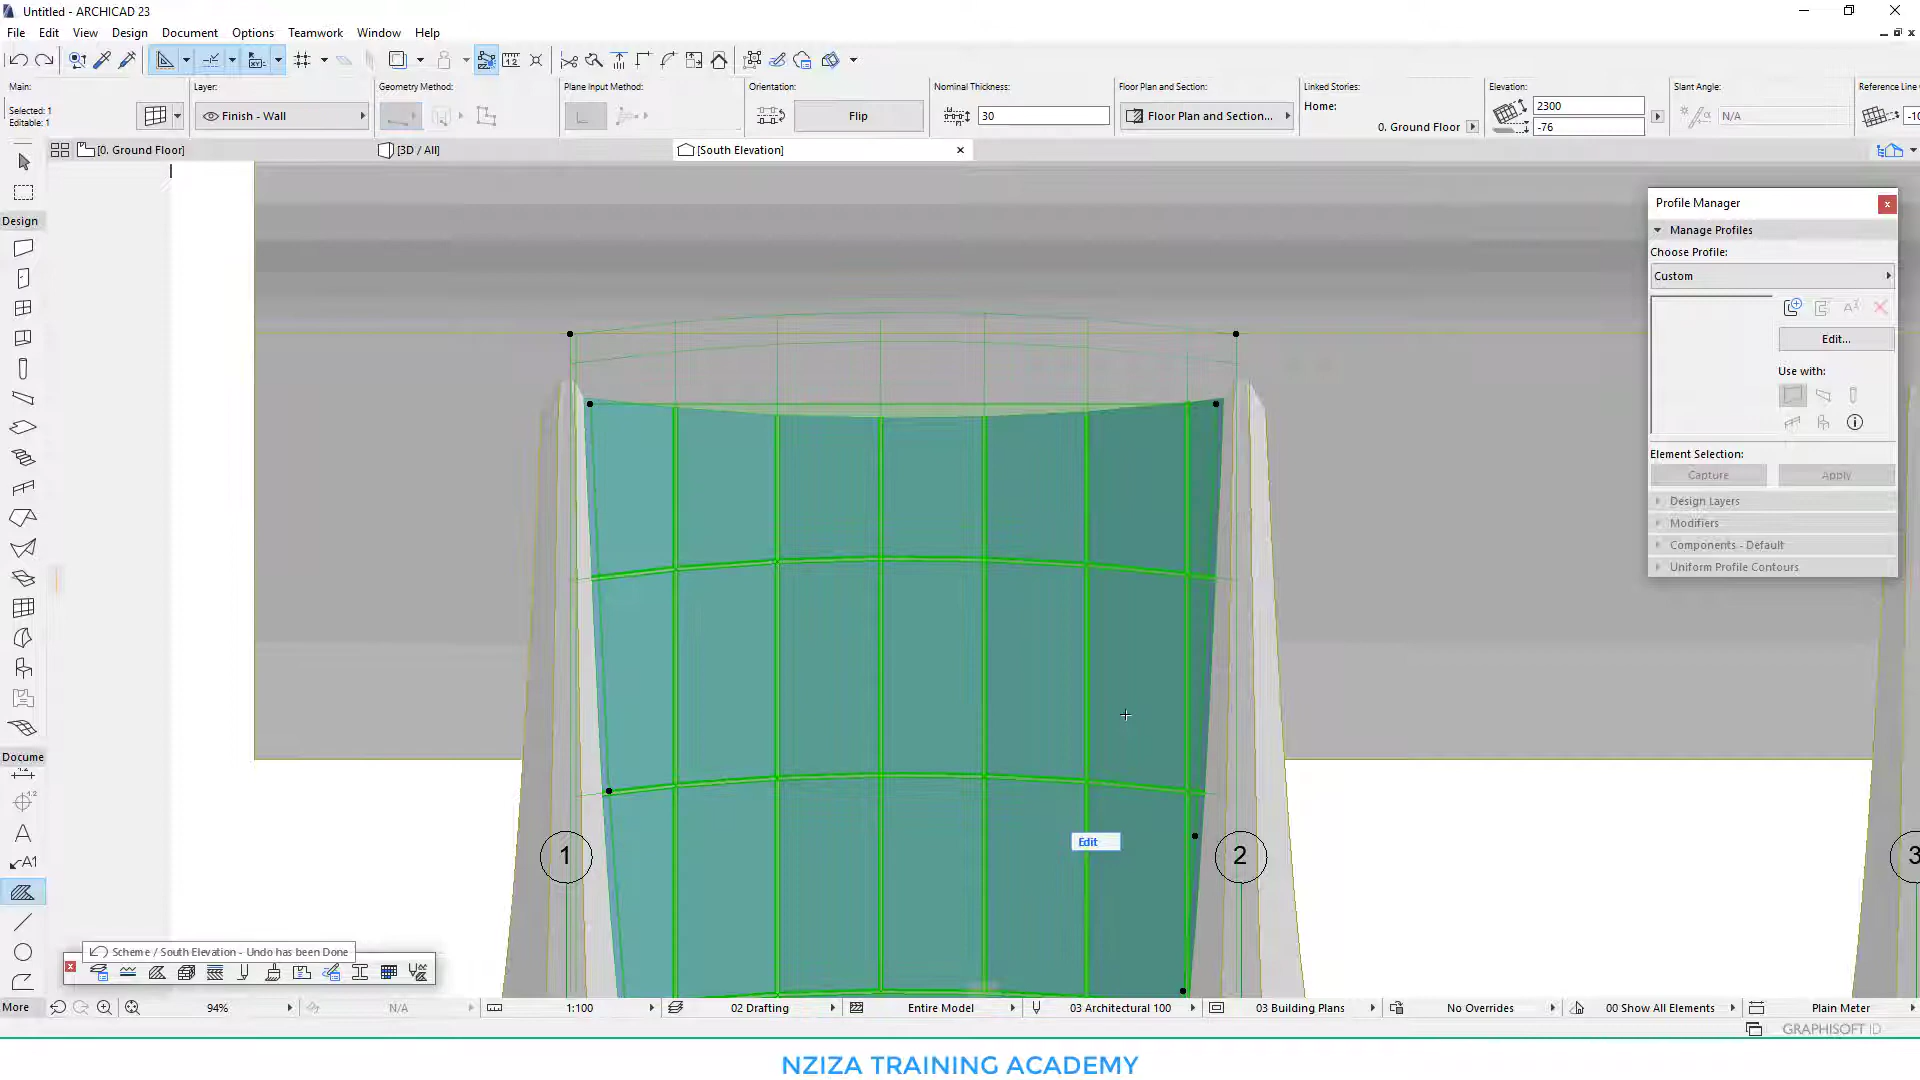 Untitled - ARCHICAD 23
File Edit View Design Document Options Teamwork Window Help
Main: Layer: Geometry Method: Plane Input Method: Orientation: Nominal Thickness: Floor Plan and Section: Linked Stories: Elevation: Slant Angle: Reference Line
Selected: 1
Editable: 1
Finish - Wall
Flip
30
Floor Plan and Section...
Home:
0. Ground Floor
2300
-76
N/A
-10
[0. Ground Floor]
[3D / All]
[South Elevation]
Design
Profile Manager
Manage Profiles
Choose Profile:
Custom
Edit...
Use with:
Element Selection:
Capture
Apply
Design Layers
Modifiers
Components - Default
Uniform Profile Contours
Docume
A
A1
1
2
3
Edit
Scheme / South Elevation - Undo has been Done
More
94%
N/A
1:100
02 Drafting
Entire Model
03 Architectural 100
03 Building Plans
No Overrides
00 Show All Elements
Plain Meter
GRAPHISOFT ID
NZIZA TRAINING ACADEMY